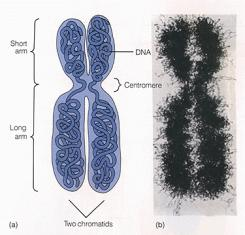 Short
arm
DNA
Centromere
Long
arm
Two chromatids
(a)
(b)